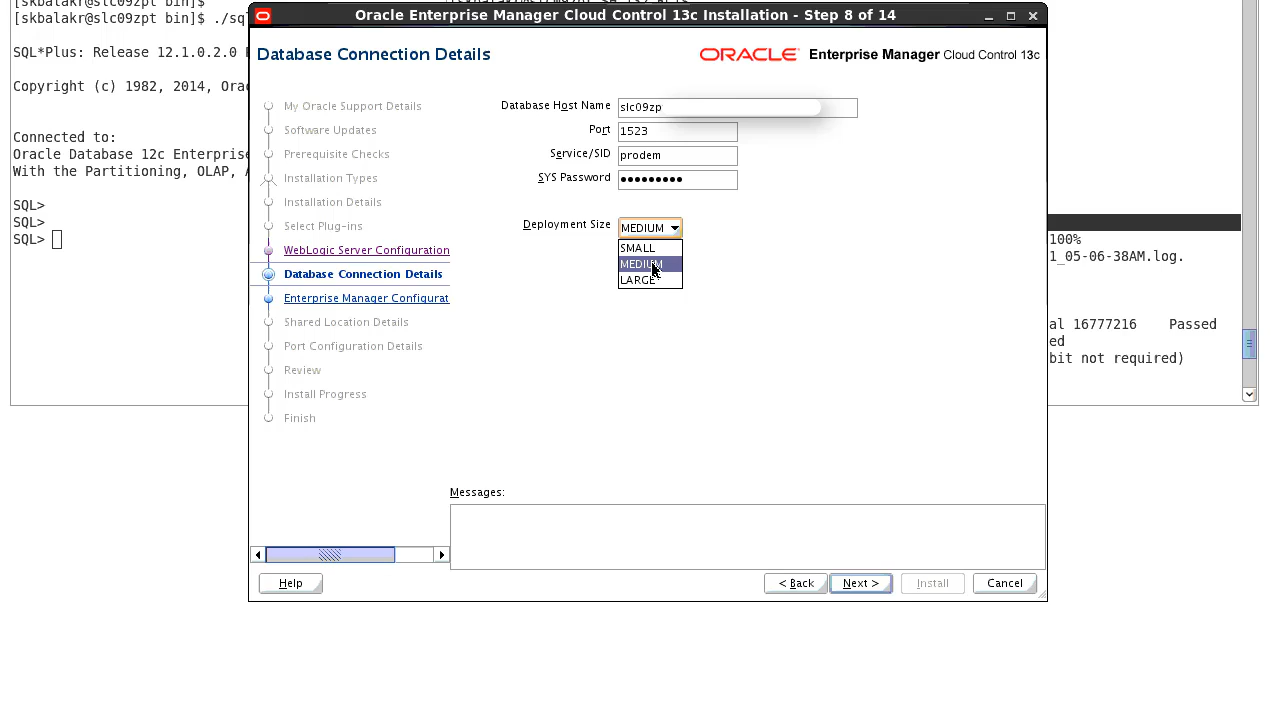 [skbalakr@slc09zpt bin]$
[skbalakr@slc09zpt bin]$ ./sql
SQL*Plus: Release 12.1.0.2.0
Copyright (c) 1982, 2014, Orac
Connected to:
Oracle Database 12c Enterprise
With the Partitioning, OLAP,
SQL>
SQL>
SQL>
Oracle Enterprise Manager Cloud Control 13c Installation - Step 8 of 14
Database Connection Details
ORACLE Enterprise Manager Cloud Control 13c
My Oracle Support Details
Software Updates
Prerequisite Checks
Installation Types
Installation Details
Select Plug-ins
WebLogic Server Configuration
Database Connection Details
Enterprise Manager Configurat
Shared Location Details
Port Configuration Details
Review
Install Progress
Finish
Database Host Name slc09zp
Port 1523
Service/SID prodem
SYS Password •••••••••
Deployment Size MEDIUM
SMALL
MEDIUM
LARGE
Messages:
Help
< Back
Next >
Install
Cancel
100%
1_05-06-38AM.log.
al 16777216 Passed
ed
bit not required)